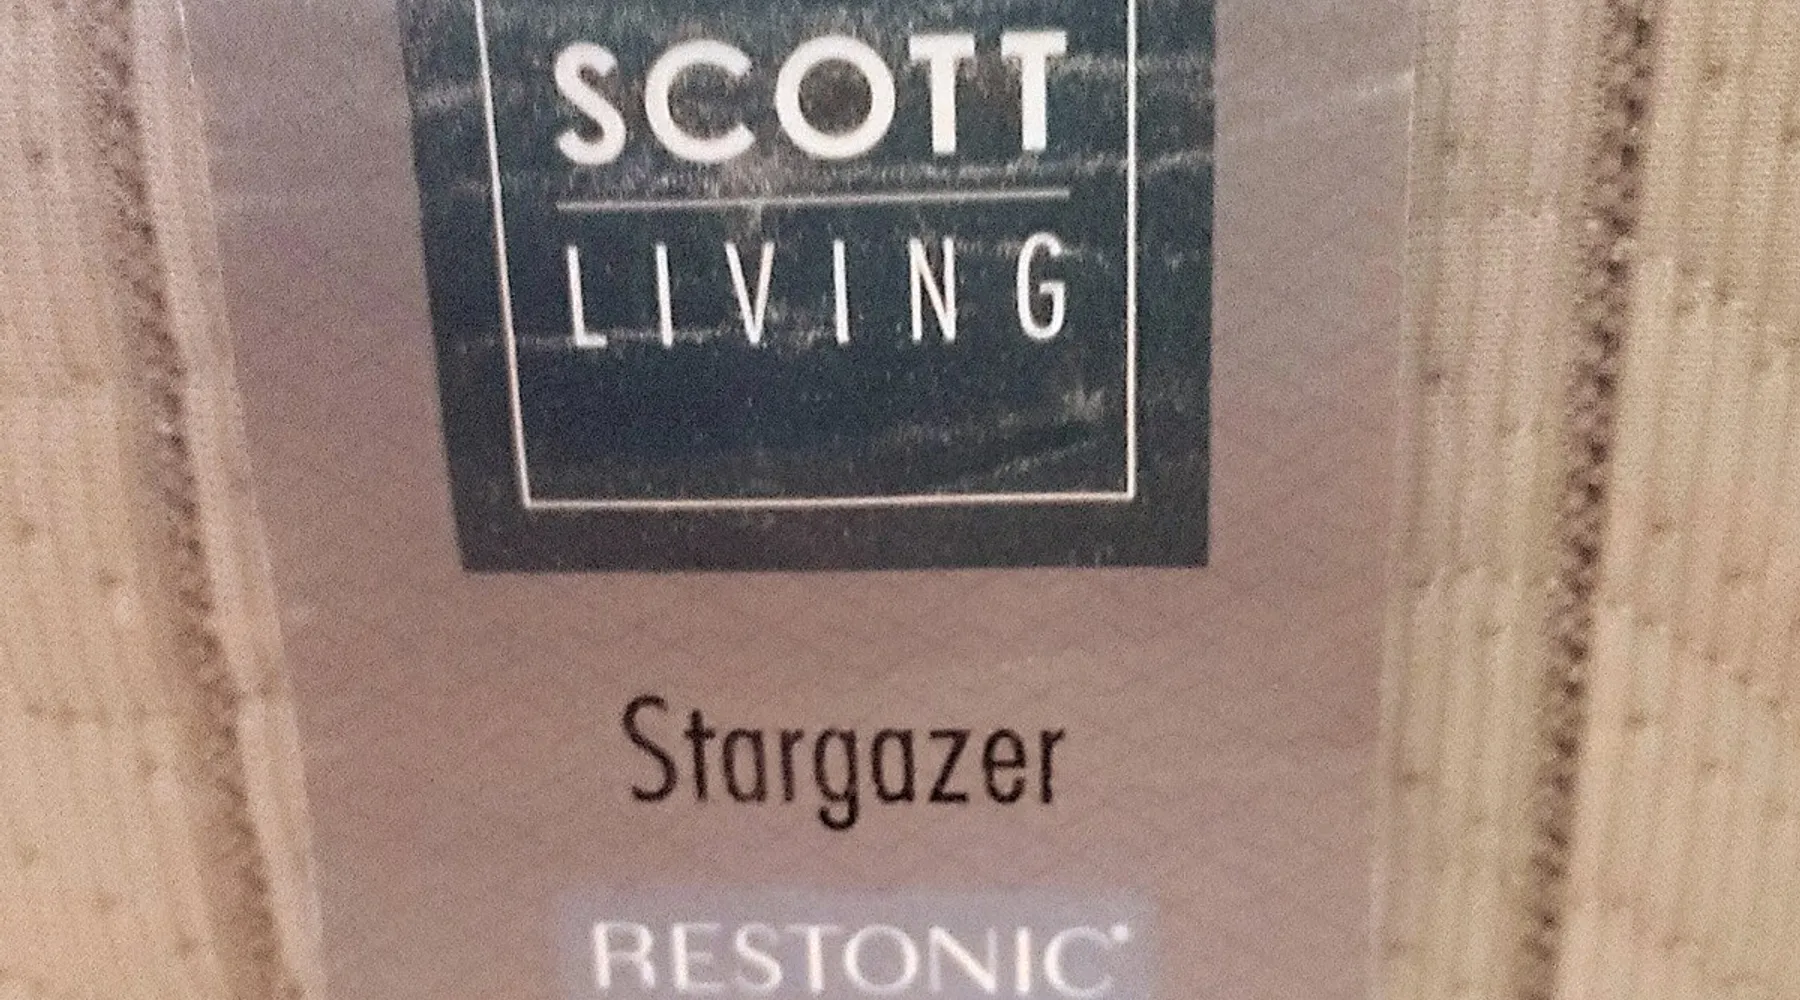 SCOTT
LIVING
Stargazer
RESTONIC